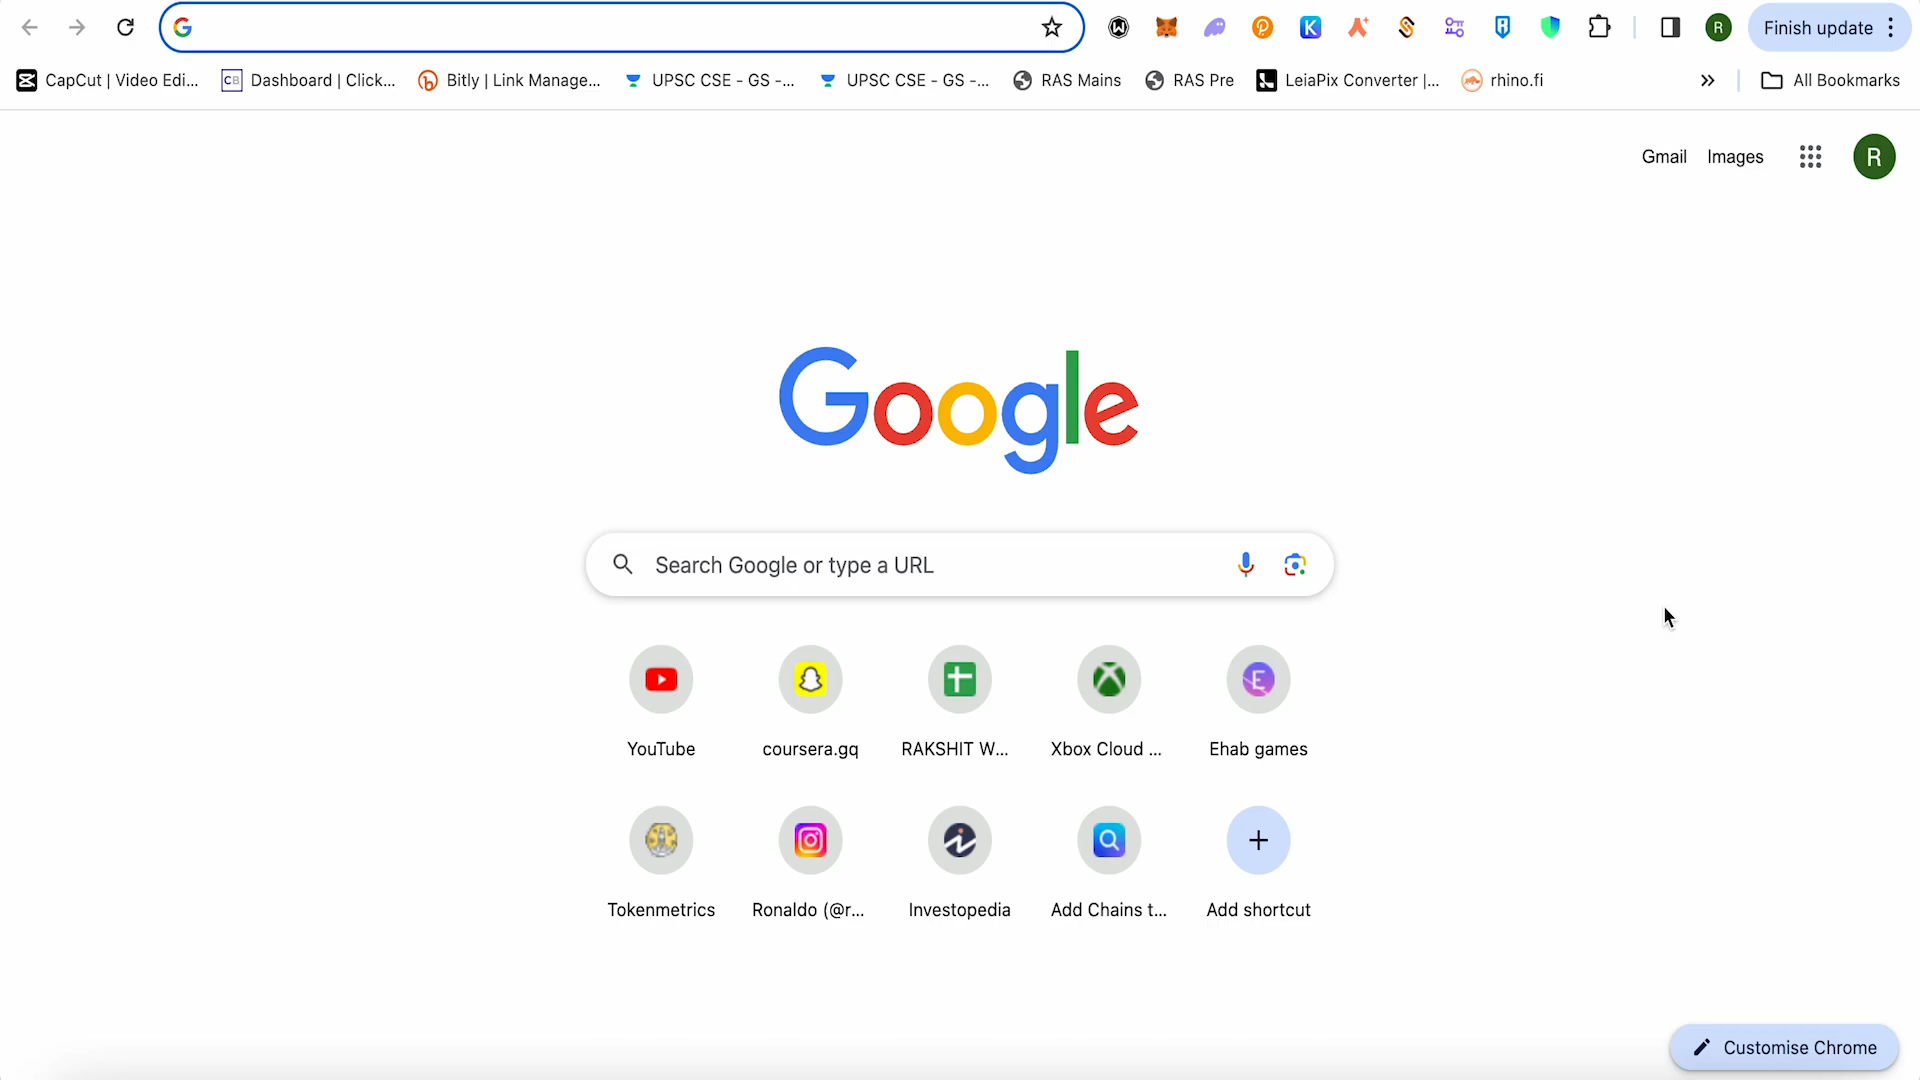 Finish update
CapCut | Video Edi...
CB
Dashboard | Click...
Bitly | Link Manage...
UPSC CSE - GS -...
UPSC CSE - GS -...
RAS Mains
RAS Pre
LeiaPix Converter |...
rhino.fi
All Bookmarks
Gmail
Images
R
Google
Search Google or type a URL
YouTube
coursera.gq
RAKSHIT W...
Xbox Cloud ...
Ehab games
Tokenmetrics
Ronaldo (@r...
Investopedia
Add Chains t...
Add shortcut
Customise Chrome